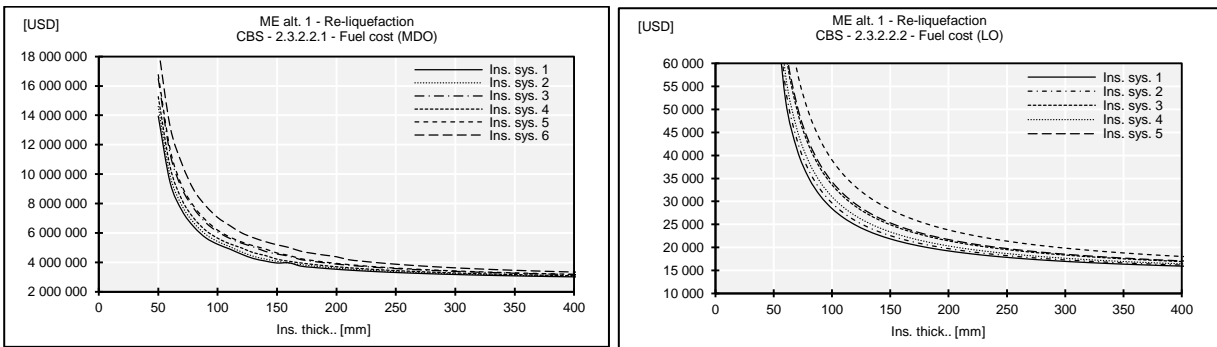 [USD]
ME alt. 1 - Re-liquefaction
CBS - 2.3.2.2.1 - Fuel cost (MDO)
18 000 000
16 000 000
14 000 000
12 000 000
10 000 000
8 000 000
6 000 000
4 000 000
2 000 000
Ins. sys. 1
Ins. sys. 2
Ins. sys. 3
Ins. sys. 4
Ins. sys. 5
Ins. sys. 6
0 50 100 150 200 250 300 350 400
Ins. thick.. [mm]
[USD]
ME alt. 1 - Re-liquefaction
CBS - 2.3.2.2.2 - Fuel cost (LO)
60 000
55 000
50 000
45 000
40 000
35 000
30 000
25 000
20 000
15 000
10 000
Ins. sys. 1
Ins. sys. 2
Ins. sys. 3
Ins. sys. 4
Ins. sys. 5
0 50 100 150 200 250 300 350 400
Ins. thick.. [mm]